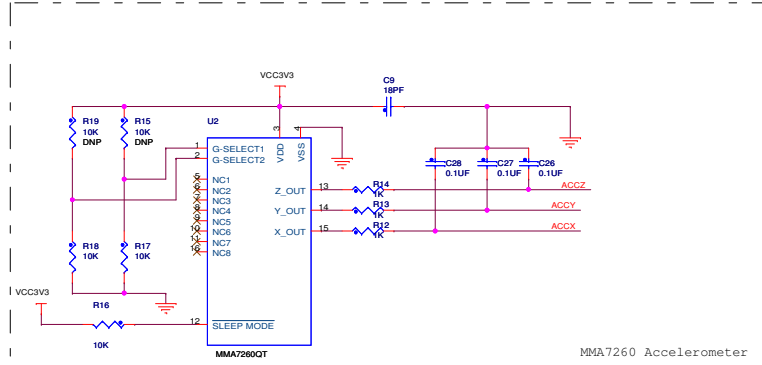 VCC3V3
C9
18PF
R19
10K
DNP
R15
10K
DNP
U2
3
4
VDD
VSS
1
G-SELECT1
2
G-SELECT2
5
NC1
6
NC2
7
NC3
8
NC4
9
NC5
10
NC6
11
NC7
16
NC8
Z_OUT
13
R14
1K
ACCZ
Y_OUT
14
R13
1K
ACCY
X_OUT
15
R12
1K
ACCX
C28
0.1UF
C27
0.1UF
C26
0.1UF
R18
10K
R17
10K
VCC3V3
R16
10K
12
SLEEP MODE
MMA7260QT
MMA7260 Accelerometer